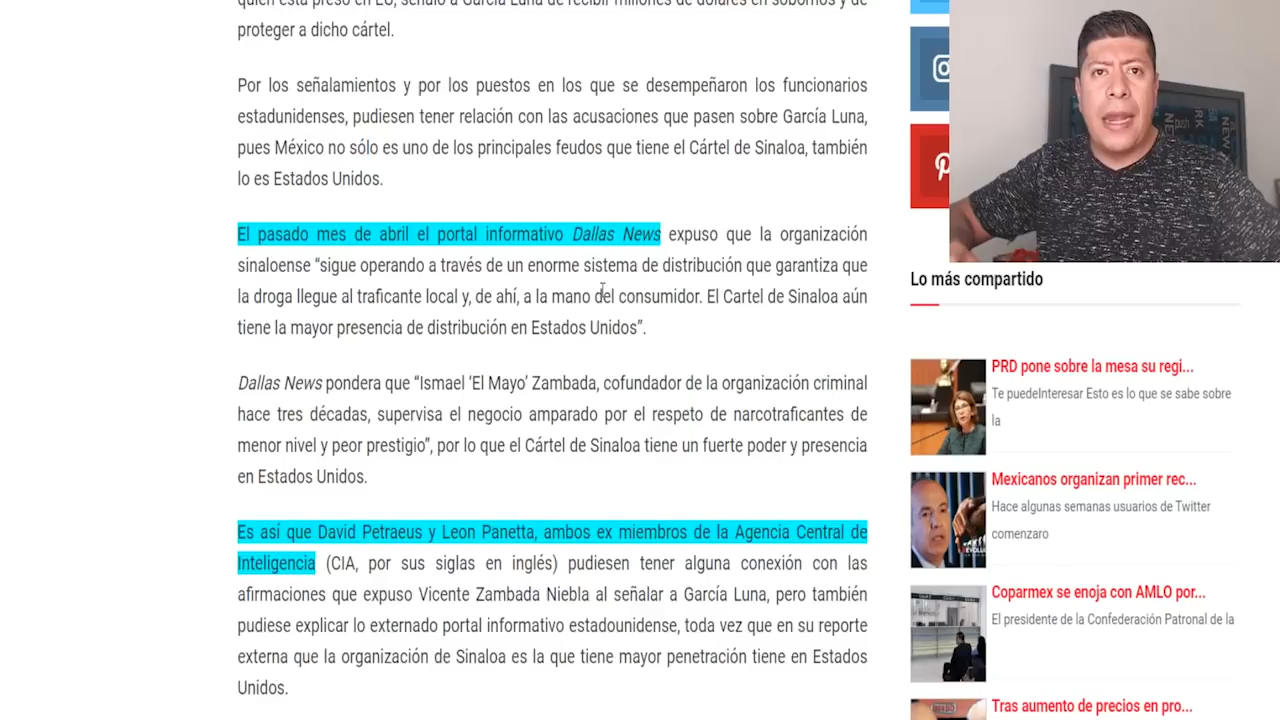 quien está preso en EU, señaló a García Luna de recibir millones de dólares en sobornos y de
proteger a dicho cártel.
Por los señalamientos y por los puestos en los que se desempeñaron los funcionarios
estadunidenses, pudiesen tener relación con las acusaciones que pasen sobre García Luna,
pues México no sólo es uno de los principales feudos que tiene el Cártel de Sinaloa, también
lo es Estados Unidos.
El pasado mes de abril el portal informativo Dallas News expuso que la organización
sinaloense “sigue operando a través de un enorme sistema de distribución que garantiza que
la droga llegue al traficante local y, de ahí, a la mano del consumidor. El Cartel de Sinaloa aún
tiene la mayor presencia de distribución en Estados Unidos”.
Dallas News pondera que “Ismael ‘El Mayo’ Zambada, cofundador de la organización criminal
hace tres décadas, supervisa el negocio amparado por el respeto de narcotraficantes de
menor nivel y peor prestigio”, por lo que el Cártel de Sinaloa tiene un fuerte poder y presencia
en Estados Unidos.
Es así que David Petraeus y Leon Panetta, ambos ex miembros de la Agencia Central de
Inteligencia (CIA, por sus siglas en inglés) pudiesen tener alguna conexión con las
afirmaciones que expuso Vicente Zambada Niebla al señalar a García Luna, pero también
pudiese explicar lo externado portal informativo estadounidense, toda vez que en su reporte
externa que la organización de Sinaloa es la que tiene mayor penetración tiene en Estados
Unidos.
Lo más compartido
PRD pone sobre la mesa su regi...
Te puedeInteresar Esto es lo que se sabe sobre
la
Mexicanos organizan primer rec...
Hace algunas semanas usuarios de Twitter
comenzaro
Coparmex se enoja con AMLO por...
El presidente de la Confederación Patronal de la
Tras aumento de precios en pro...